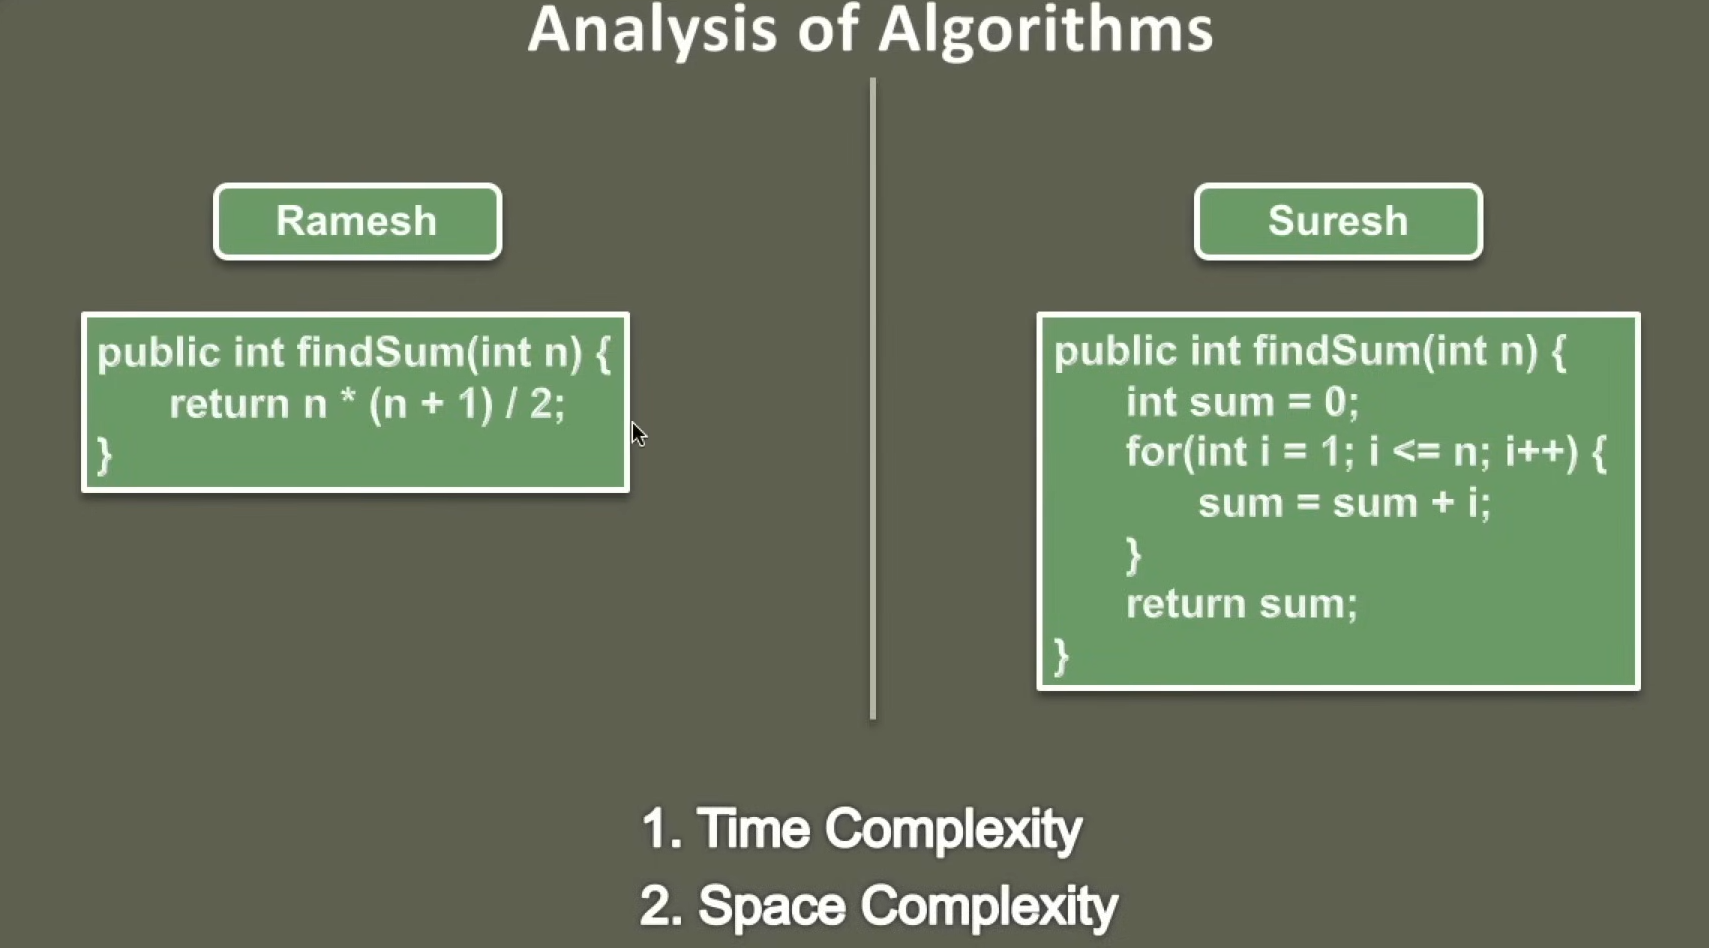 Analysis of Algorithms
Ramesh
public int findSum(int n) {
return n * (n + 1) / 2;
}
Suresh
public int findSum(int n) {
int sum = 0;
for(int i = 1; i <= n; i++) {
sum = sum + i;
}
return sum;
}
1. Time Complexity
2. Space Complexity